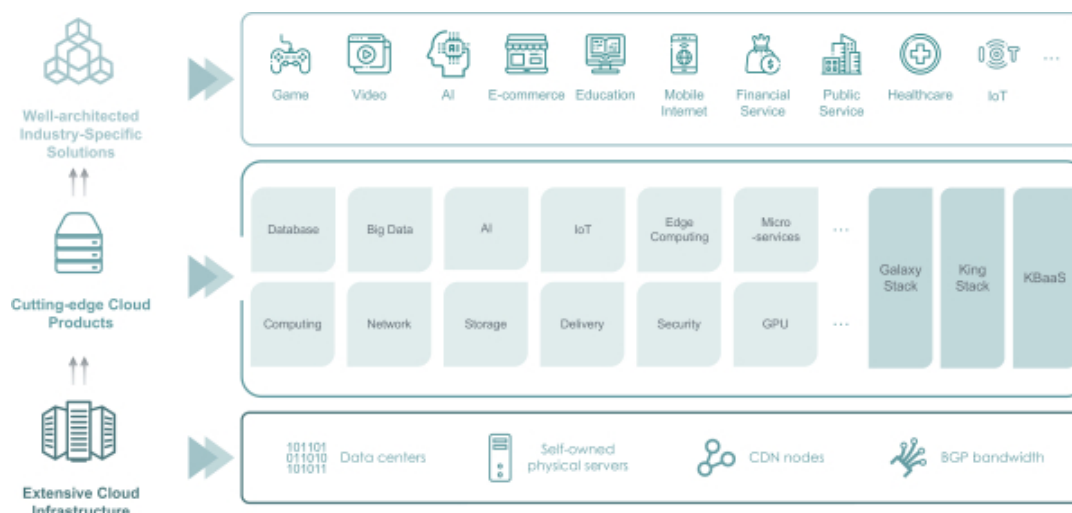 Game
Video
AI
E-commerce
Education
Mobile
Internet
Financial
Service
Public
Service
Healthcare
IoT
...
AI
IOT
Well-architected
Industry-Specific
Solutions
Database
Big Data
AI
IoT
Edge
Computing
Micro
-services
...
Galaxy
Stack
King
Stack
KBaaS
Computing
Network
Storage
Delivery
Security
GPU
...
Cutting-edge Cloud
Products
101101
011010
101011
Data centers
Self-owned
physical servers
CDN nodes
BGP bandwidth
Extensive Cloud
Infrastructure